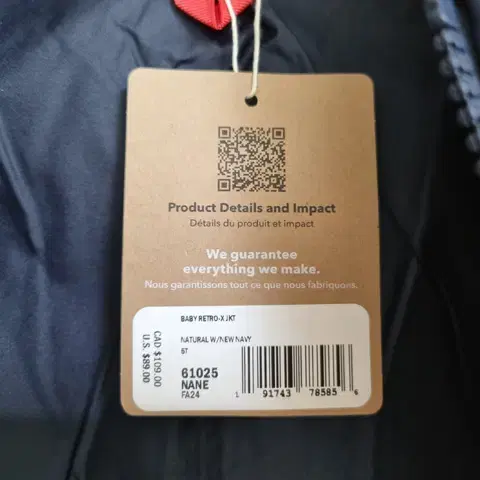 Product Details and Impact
Détails du produit et impact
We guarantee
everything we make.
Nous garantissons tout ce que nous fabriquons.
BABY RETRO-X JKT
NATURAL W/NEW NAVY
5T
61025
NANE
FA24
CAD $109.00
U.S. $89.00
1 91743 78585 6